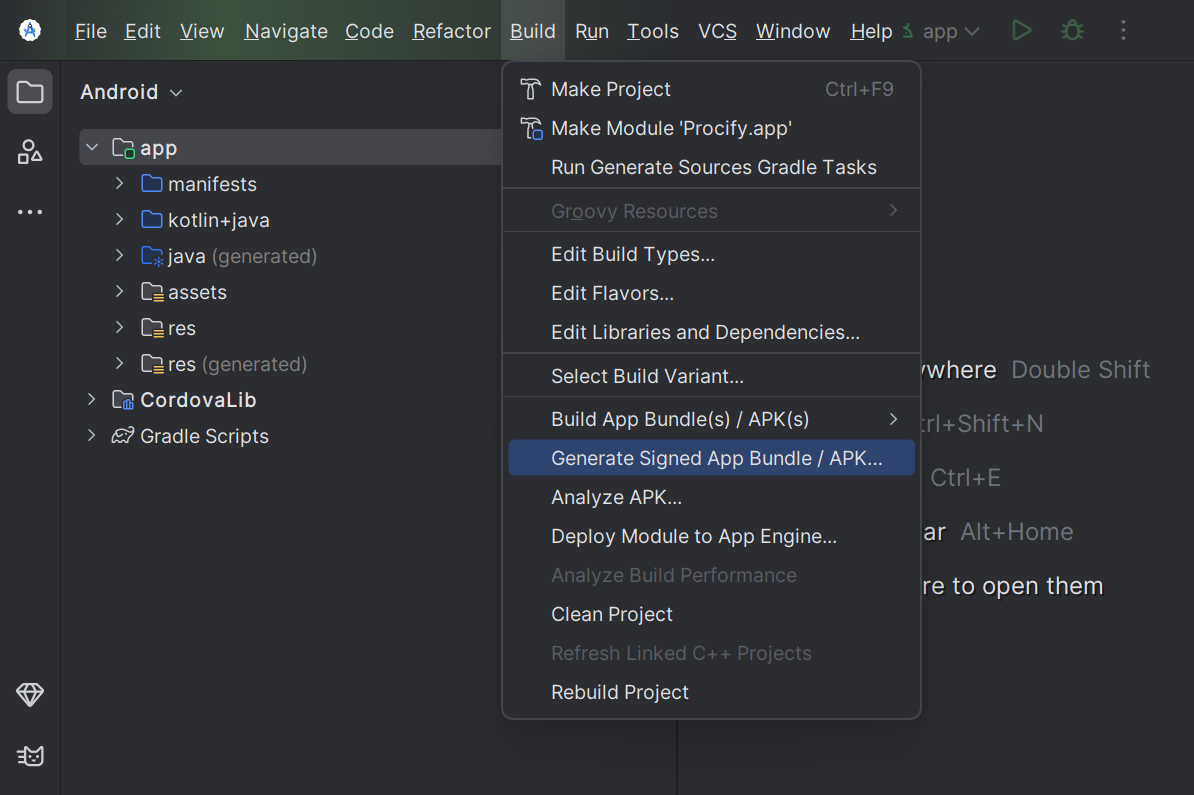 File Edit View Navigate Code Refactor Build Run Tools VCS Window Help app
Android
app
manifests
kotlin+java
java (generated)
assets
res
res (generated)
CordovaLib
Gradle Scripts
Make Project Ctrl+F9
Make Module 'Procify.app'
Run Generate Sources Gradle Tasks
Groovy Resources
Edit Build Types...
Edit Flavors...
Edit Libraries and Dependencies...
Select Build Variant...
Build App Bundle(s) / APK(s)
Generate Signed App Bundle / APK...
Analyze APK...
Deploy Module to App Engine...
Analyze Build Performance
Clean Project
Refresh Linked C++ Projects
Rebuild Project
ywhere Double Shift
trl+Shift+N
Ctrl+E
ar Alt+Home
re to open them